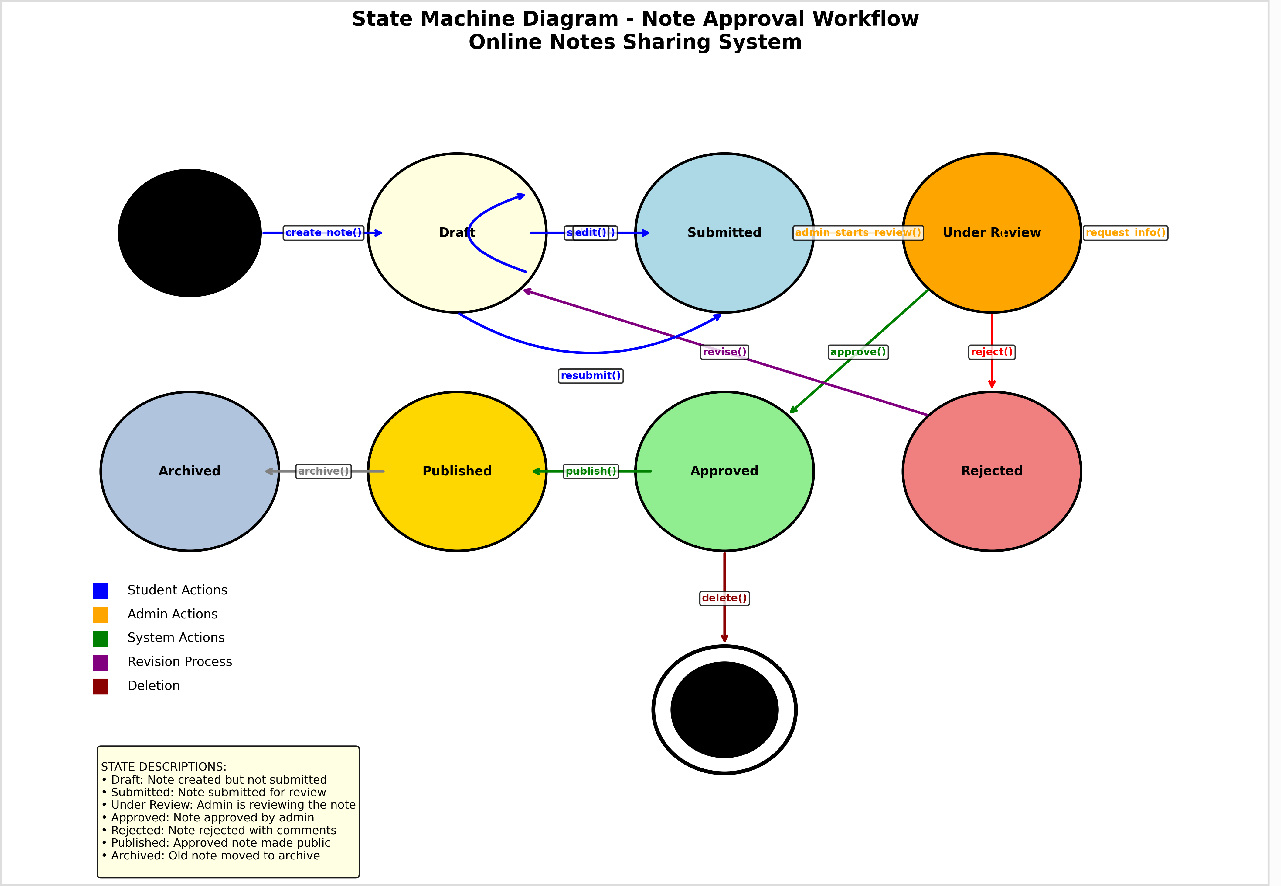 State Machine Diagram - Note Approval Workflow
Online Notes Sharing System
create_note()
Draft
edit()
Submitted
admin_starts_review()
Under Review
request_info()
revise()
approve()
reject()
resubmit()
Archived
archive()
Published
publish()
Approved
Rejected
delete()
Student Actions
Admin Actions
System Actions
Revision Process
Deletion
STATE DESCRIPTIONS:
• Draft: Note created but not submitted
• Submitted: Note submitted for review
• Under Review: Admin is reviewing the note
• Approved: Note approved by admin
• Rejected: Note rejected with comments
• Published: Approved note made public
• Archived: Old note moved to archive